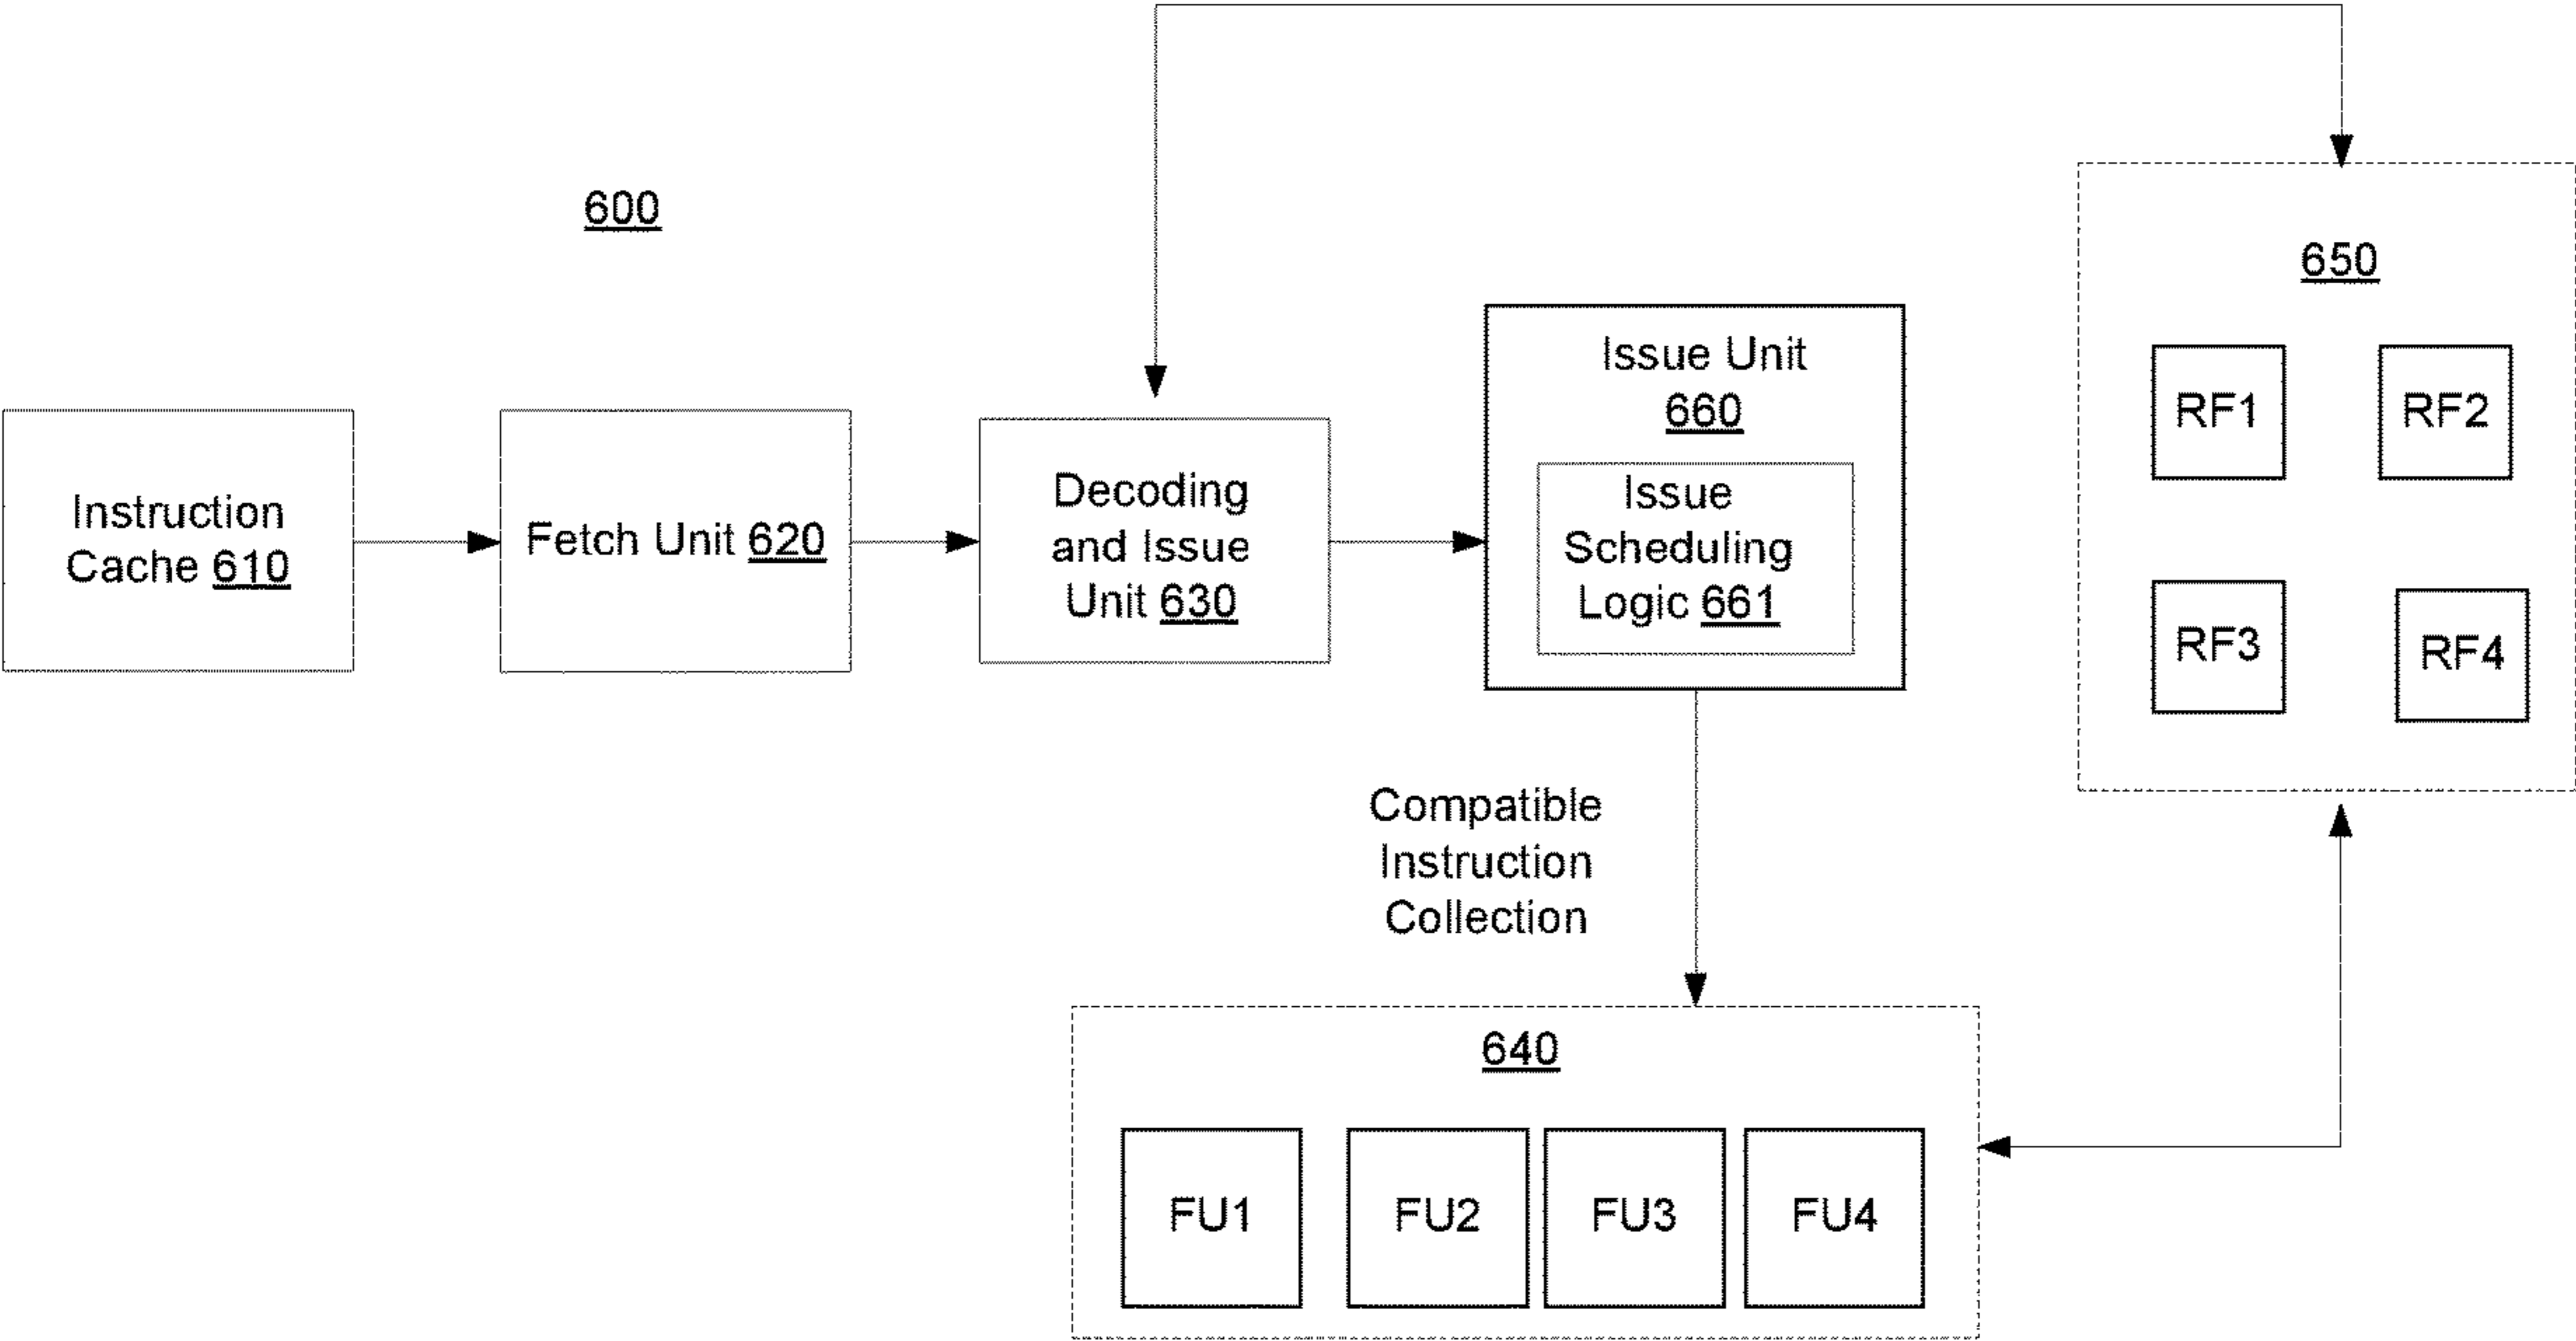 600
Instruction
Cache 610
Fetch Unit 620
Decoding
and Issue
Unit 630
Issue Unit
660
Issue
Scheduling
Logic 661
650
RF1
RF2
RF3
RF4
Compatible
Instruction
Collection
640
FU1
FU2
FU3
FU4